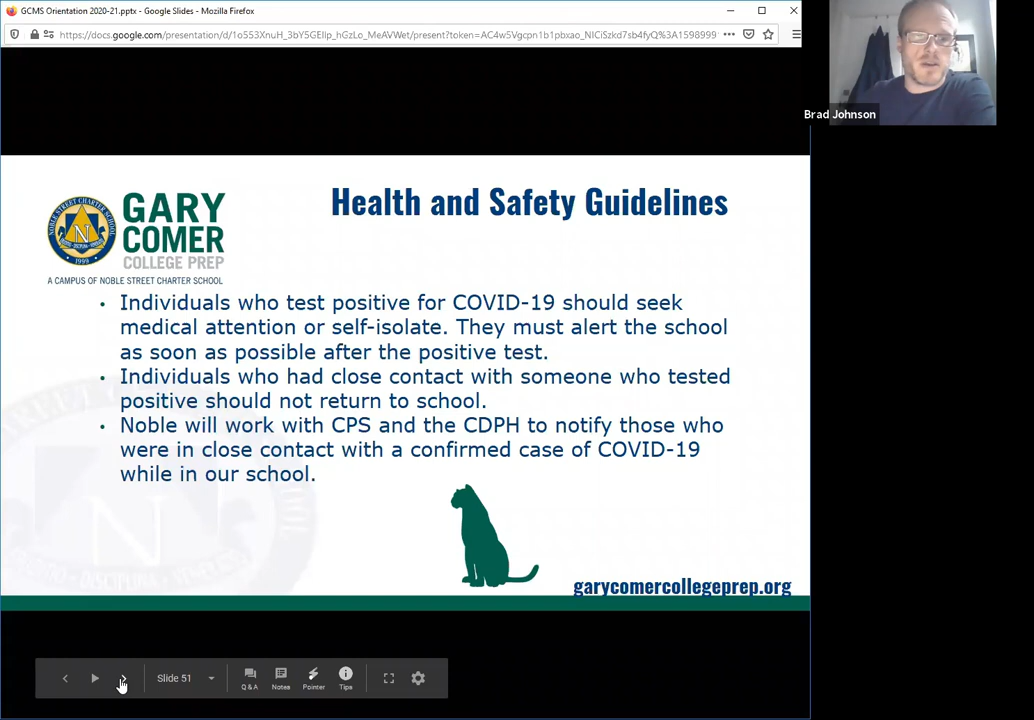 GCMS Orientation 2020-21.pptx - Google Slides - Mozilla Firefox
Brad Johnson
GARY
COMER
COLLEGE PREP
NOBLE STREET CHARTER SCHOOL
N
1999
A CAMPUS OF NOBLE STREET CHARTER SCHOOL
Health and Safety Guidelines
• Individuals who test positive for COVID-19 should seek
medical attention or self-isolate. They must alert the school
as soon as possible after the positive test.
• Individuals who had close contact with someone who tested
positive should not return to school.
• Noble will work with CPS and the CDPH to notify those who
were in close contact with a confirmed case of COVID-19
while in our school.
garycomercollegeprep.org
Slide 51
Q&A
Notes
Pointer
Tips